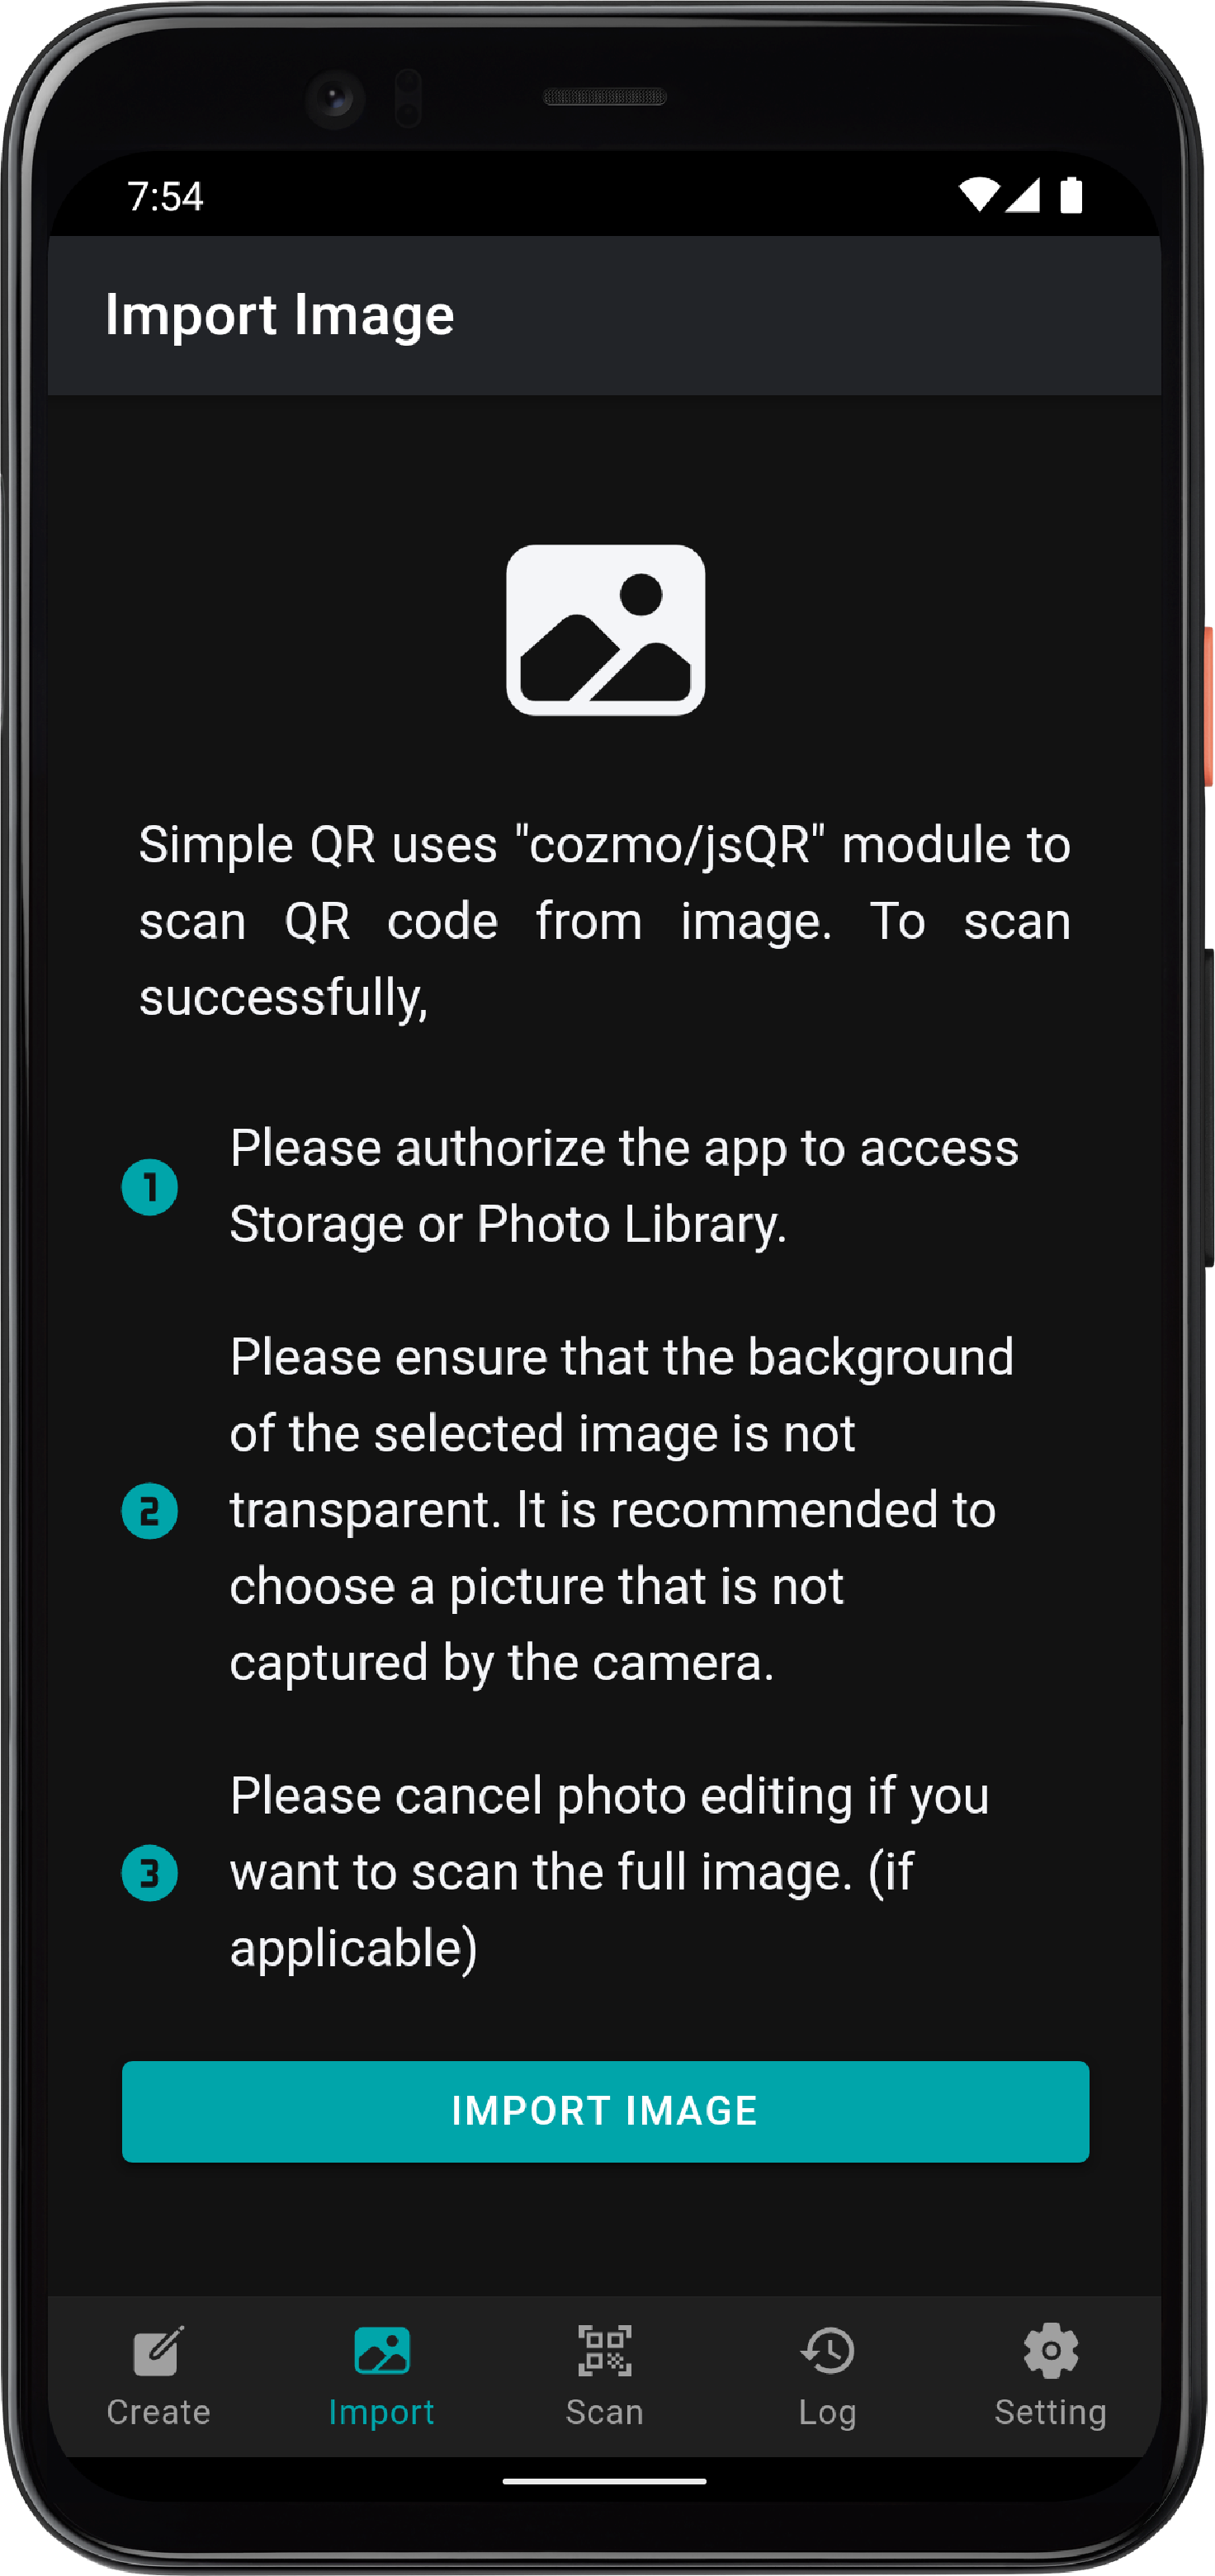 7:54
Import Image
Simple QR uses "cozmo/jsQR" module to
scan QR code from image. To scan
successfully,
1
Please authorize the app to access
Storage or Photo Library.
2
Please ensure that the background
of the selected image is not
transparent. It is recommended to
choose a picture that is not
captured by the camera.
3
Please cancel photo editing if you
want to scan the full image. (if
applicable)
IMPORT IMAGE
Create Import Scan Log Setting